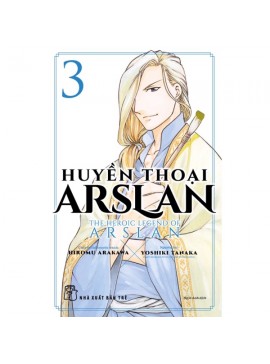 3
HUYỀN THOẠI
ARSLAN
THE HEROIC LEGEND OF
ARSLAN
HIROMU ARAKAWA
YOSHIKI TANAKA
NHÀ XUẤT BẢN TRẺ